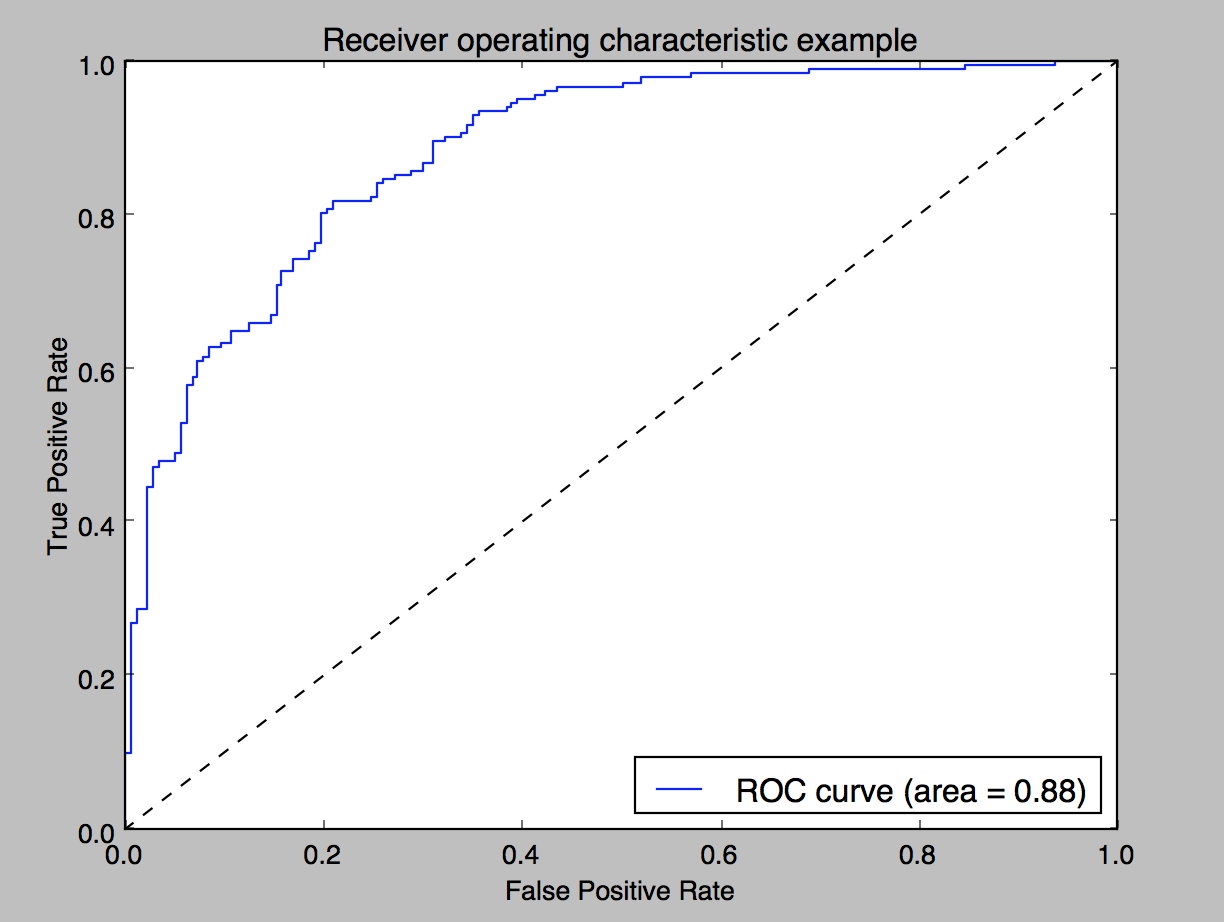 Receiver operating characteristic example
1.0
0.8
0.6
0.4
0.2
0.0
True Positive Rate
ROC curve (area = 0.88)
0.0 0.2 0.4 0.6 0.8 1.0
False Positive Rate